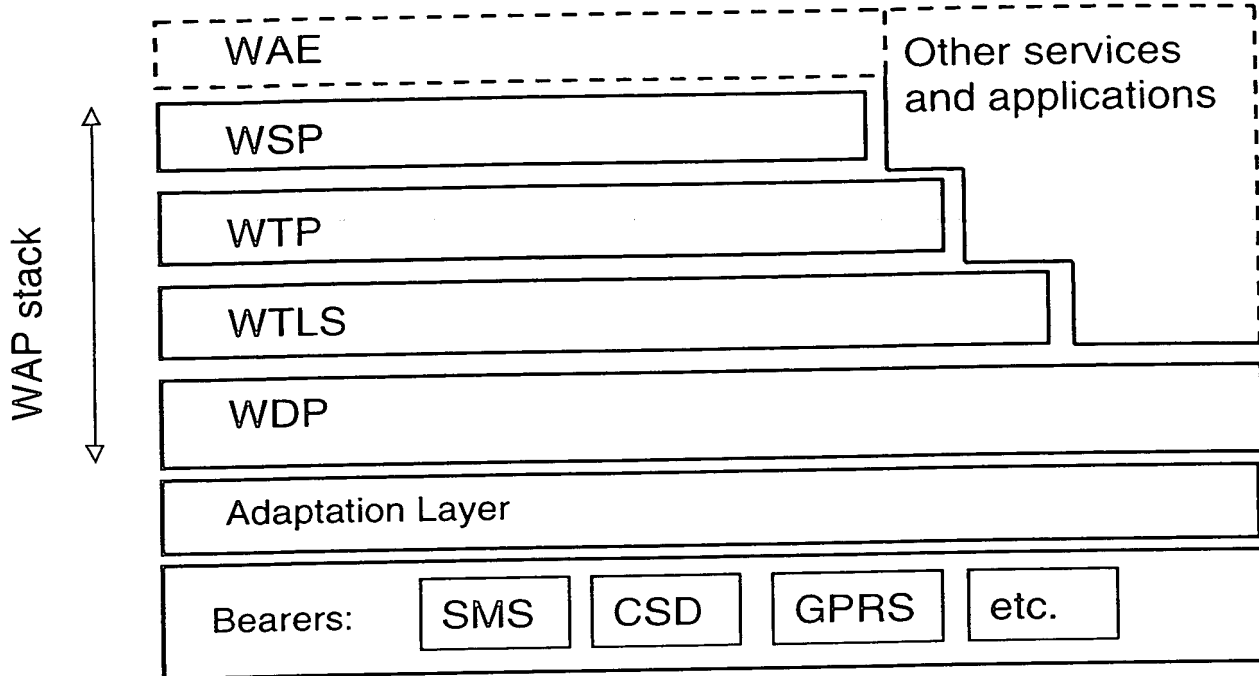 WAE
Other services
and applications
WSP
WTP
WTLS
WAP stack
WDP
Adaptation Layer
Bearers: SMS CSD GPRS etc.